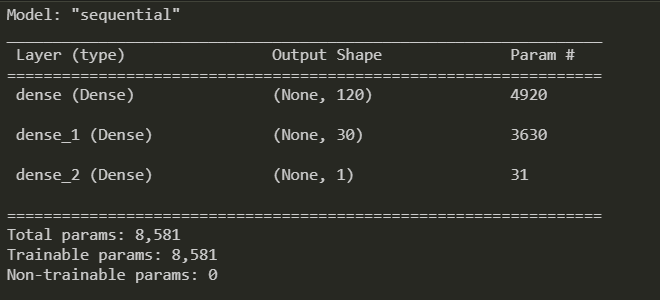 Model: "sequential"
_________________________________________________________________
Layer (type) Output Shape Param #
=================================================================
dense (Dense) (None, 120) 4920
dense_1 (Dense) (None, 30) 3630
dense_2 (Dense) (None, 1) 31
=================================================================
Total params: 8,581
Trainable params: 8,581
Non-trainable params: 0